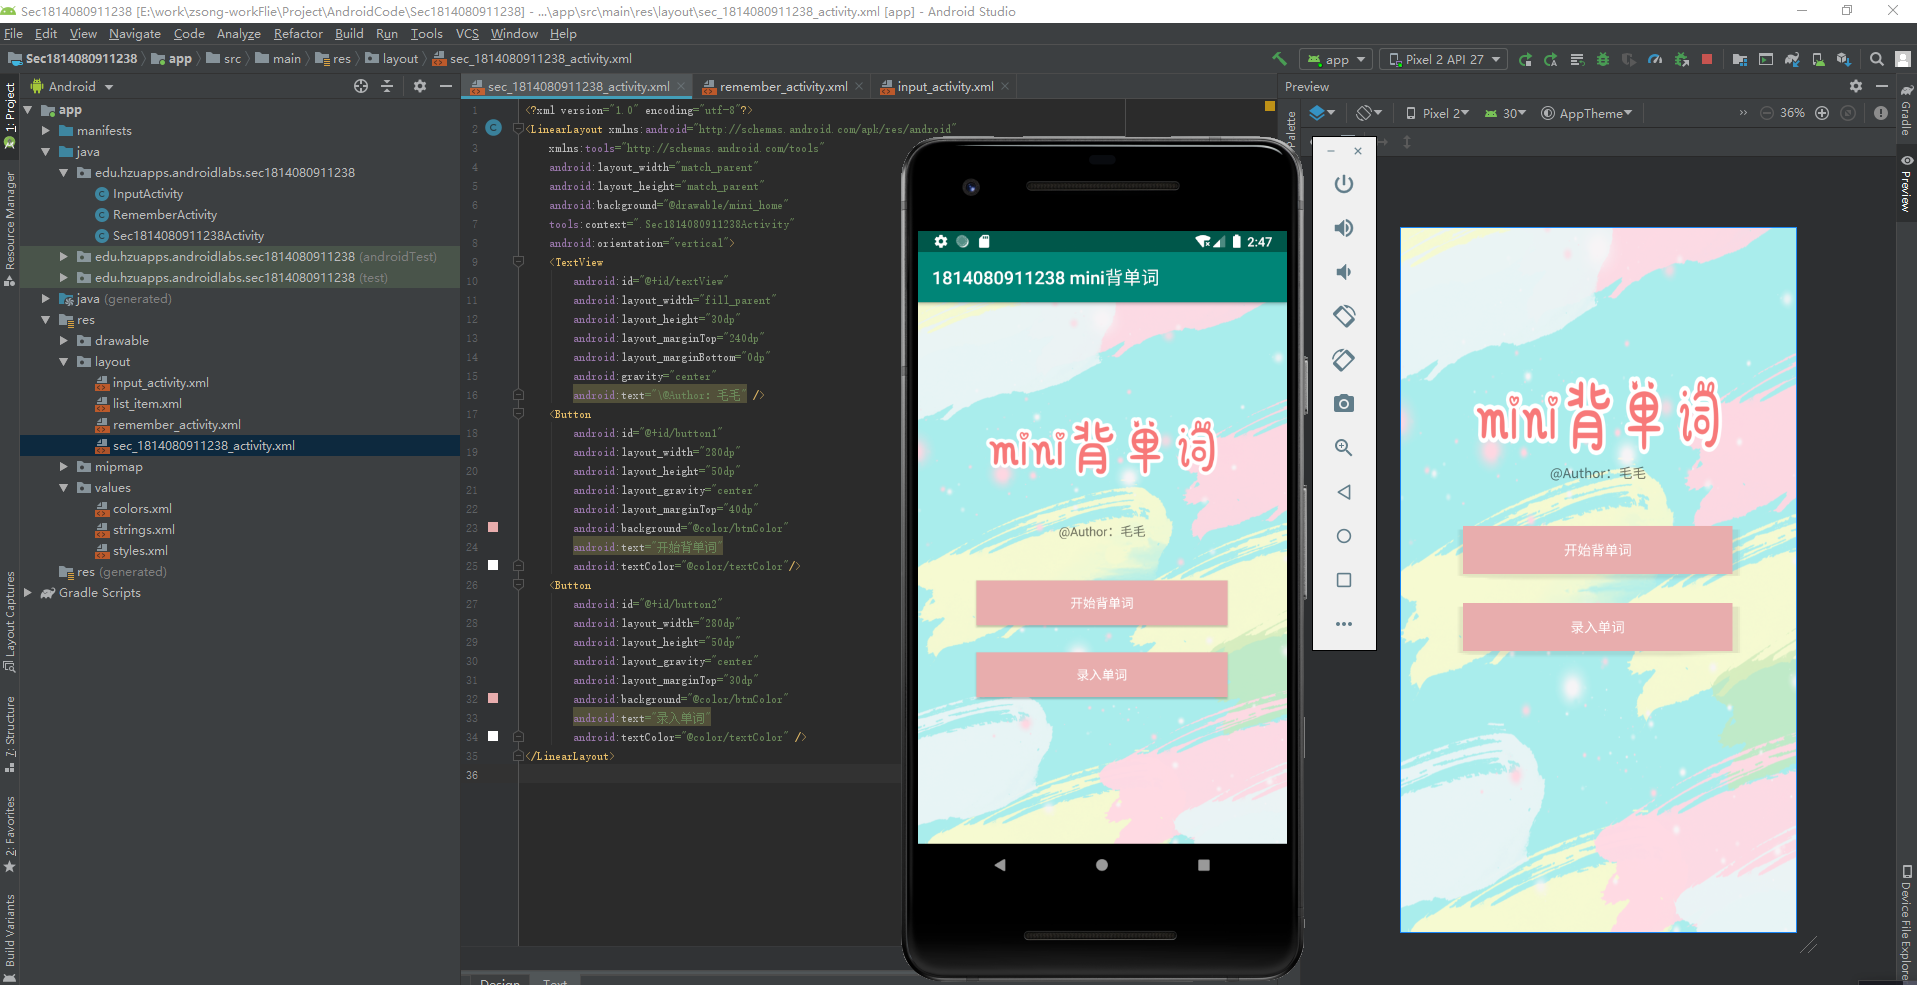 Sec1814080911238 [E:\work\zsong-workFlie\Project\AndroidCode\Sec1814080911238] - ...\app\src\main\res\layout\sec_1814080911238_activity.xml [app] - Android Studio
File Edit View Navigate Code Analyze Refactor Build Run Tools VCS Window Help
Sec1814080911238 app src main res layout sec_1814080911238_activity.xml
app Pixel 2 API 27
Android
sec_1814080911238_activity.xml remember_activity.xml input_activity.xml
Preview
Pixel 2 30 AppTheme 36%
1: Project
Resource Manager
Layout Captures
7: Structure
2: Favorites
Build Variants
app
manifests
java
edu.hzuapps.androidlabs.sec1814080911238
InputActivity
RememberActivity
Sec1814080911238Activity
edu.hzuapps.androidlabs.sec1814080911238 (androidTest)
edu.hzuapps.androidlabs.sec1814080911238 (test)
java (generated)
res
drawable
layout
input_activity.xml
list_item.xml
remember_activity.xml
sec_1814080911238_activity.xml
mipmap
values
colors.xml
strings.xml
styles.xml
res (generated)
Gradle Scripts
1 <?xml version="1.0" encoding="utf-8"?>
2 <LinearLayout xmlns:android="http://schemas.android.com/apk/res/android"
3 xmlns:tools="http://schemas.android.com/tools"
4 android:layout_width="match_parent"
5 android:layout_height="match_parent"
6 android:background="@drawable/mini_home"
7 tools:context=".Sec1814080911238Activity"
8 android:orientation="vertical">
9 <TextView
10 android:id="@+id/textView"
11 android:layout_width="fill_parent"
12 android:layout_height="30dp"
13 android:layout_marginTop="240dp"
14 android:layout_marginBottom="0dp"
15 android:gravity="center"
16 android:text="\@Author: 毛毛" />
17 <Button
18 android:id="@+id/button1"
19 android:layout_width="280dp"
20 android:layout_height="50dp"
21 android:layout_gravity="center"
22 android:layout_marginTop="40dp"
23 android:background="@color/btnColor"
24 android:text="开始背单词"
25 android:textColor="@color/textColor"/>
26 <Button
27 android:id="@+id/button2"
28 android:layout_width="280dp"
29 android:layout_height="50dp"
30 android:layout_gravity="center"
31 android:layout_marginTop="30dp"
32 android:background="@color/btnColor"
33 android:text="录入单词"
34 android:textColor="@color/textColor" />
35 </LinearLayout>
36
Design Text
2:47
1814080911238 mini背单词
mini背单词
@Author：毛毛
开始背单词
录入单词
Palette
mini背单词
@Author：毛毛
开始背单词
录入单词
Gradle
Preview
Device File Explore